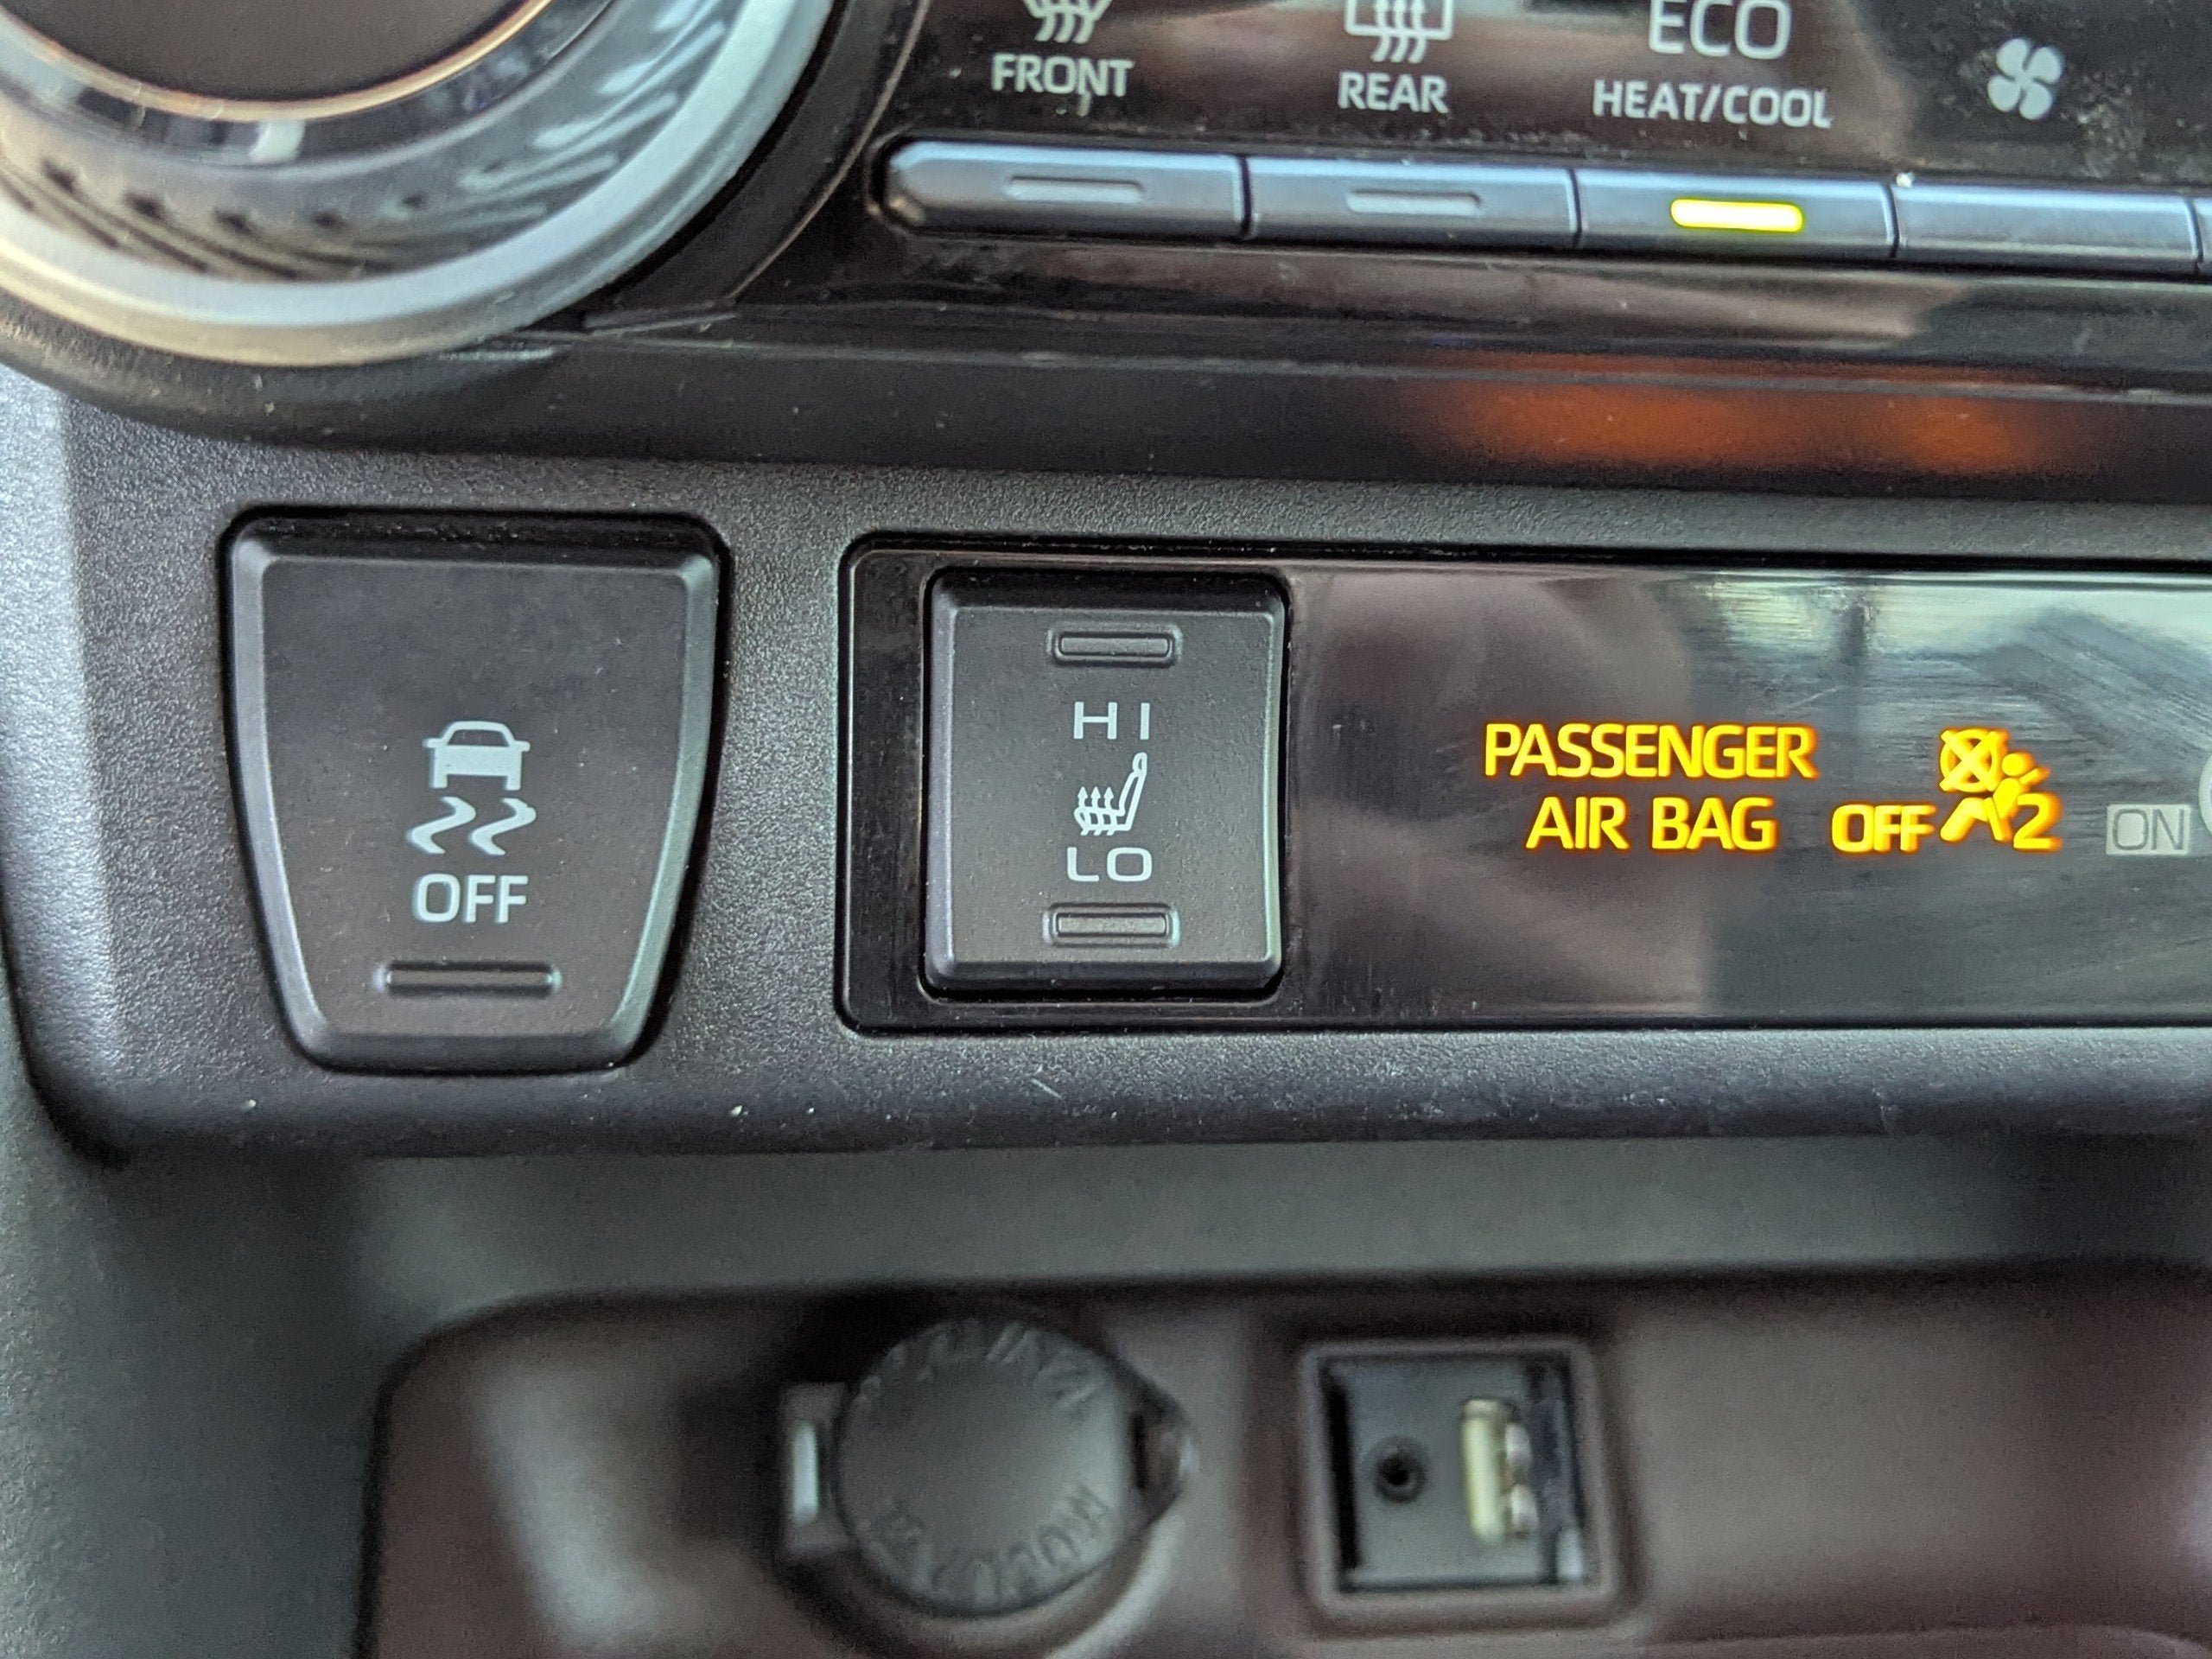 FRONT
REAR
ECO
HEAT/COOL
OFF
HI
LO
PASSENGER
AIR BAG OFF 2 ON